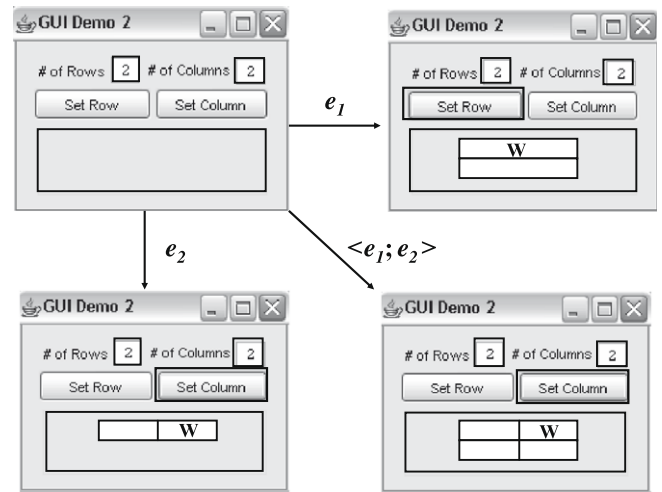 GUI Demo 2
# of Rows 2 # of Columns 2
Set Row Set Column
e1
GUI Demo 2
# of Rows 2 # of Columns 2
Set Row Set Column
W
e2
<e1; e2>
GUI Demo 2
# of Rows 2 # of Columns 2
Set Row Set Column
W
GUI Demo 2
# of Rows 2 # of Columns 2
Set Row Set Column
W